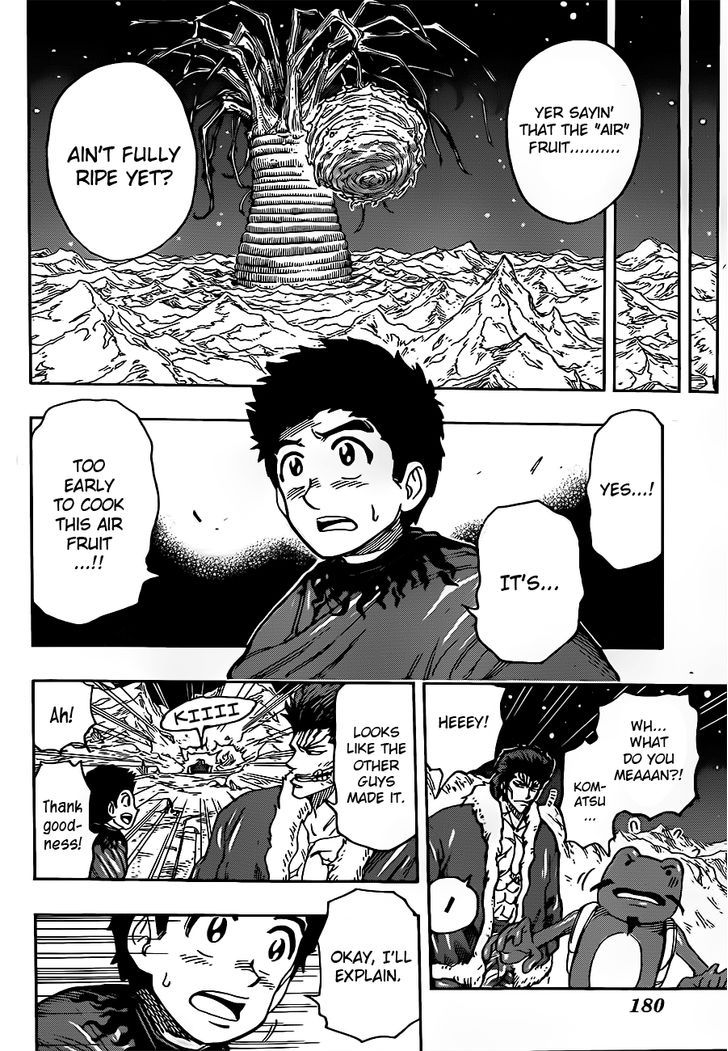 YER SAYIN'
THAT THE "AIR"
FRUIT..........
AIN'T FULLY
RIPE YET?
YES...!
IT'S...
TOO
EARLY
TO COOK
THIS AIR
FRUIT
...!!
WH...
WHAT
DO YOU
MEAAAN?!
KOM-
ATSU
...
HEEEY!
LOOKS
LIKE THE
OTHER
GUYS
MADE IT.
KIIII
Ah!
Thank
good-
ness!
OKAY, I'LL
EXPLAIN.
180